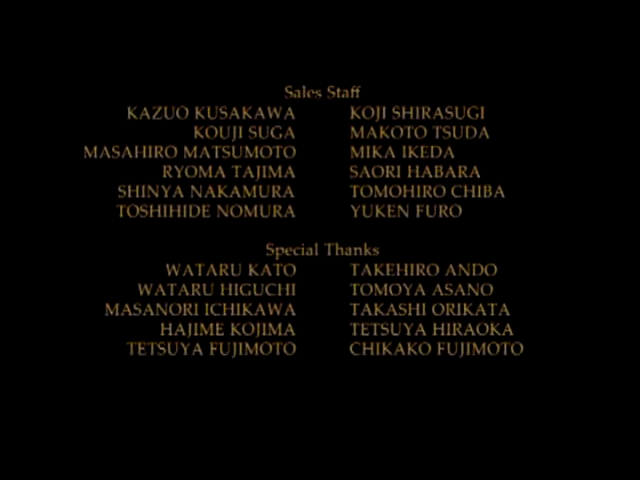 Sales Staff
KAZUO KUSAKAWA KOJI SHIRASUGI
KOUJI SUGA MAKOTO TSUDA
MASAHIRO MATSUMOTO MIKA IKEDA
RYOMA TAJIMA SAORI HABARA
SHINYA NAKAMURA TOMOHIRO CHIBA
TOSHIHIDE NOMURA YUKEN FURO
Special Thanks
WATARU KATO TAKEHIRO ANDO
WATARU HIGUCHI TOMOYA ASANO
MASANORI ICHIKAWA TAKASHI ORIKATA
HAJIME KOJIMA TETSUYA HIRAOKA
TETSUYA FUJIMOTO CHIKAKO FUJIMOTO